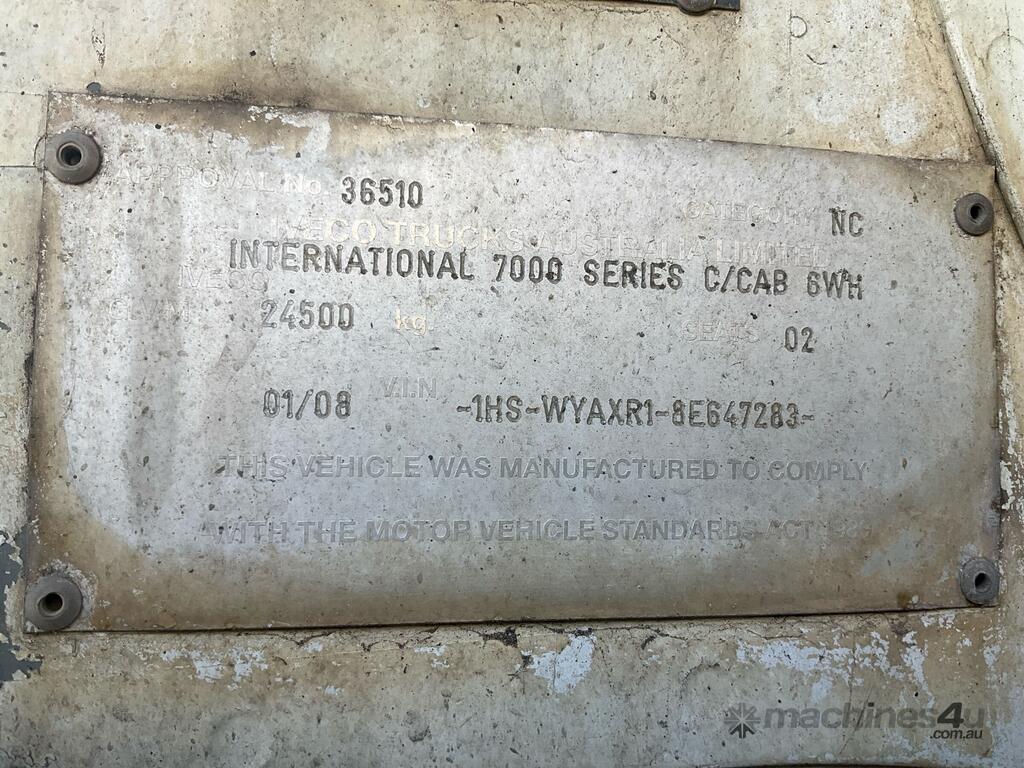 APPROVAL No. 36510 CATEGORY NC
IVECO TRUCKS AUSTRALIA LIMITED
INTERNATIONAL 7000 SERIES C/CAB 6WH
IVECO
24500 kg. SEATS 02
01/08 V.I.N -1HS-WYAXR1-8E647283-
THIS VEHICLE WAS MANUFACTURED TO COMPLY
WITH THE MOTOR VEHICLE STANDARDS ACT 1989
machines4u
.com.au